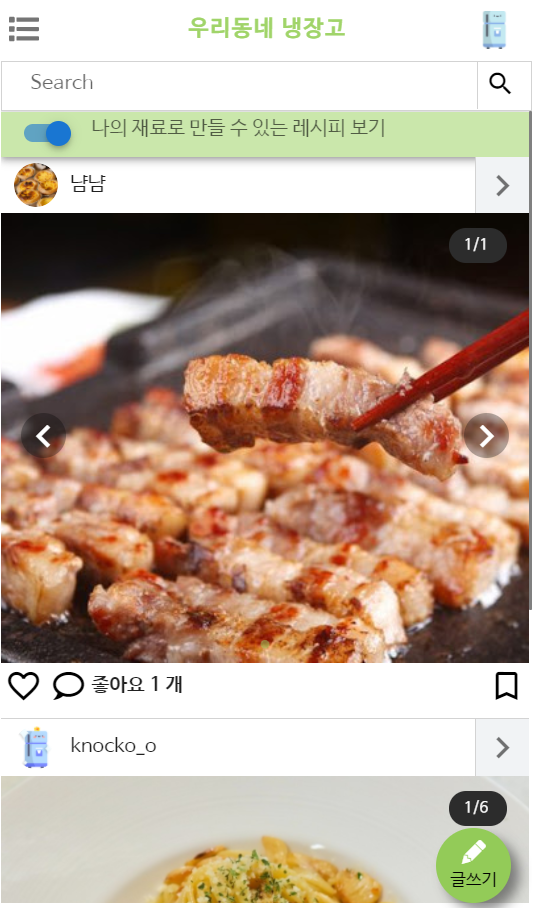 우리동네 냉장고
Search
나의 재료로 만들 수 있는 레시피 보기
냠냠
1/1
좋아요 1 개
knocko_o
1/6
글쓰기